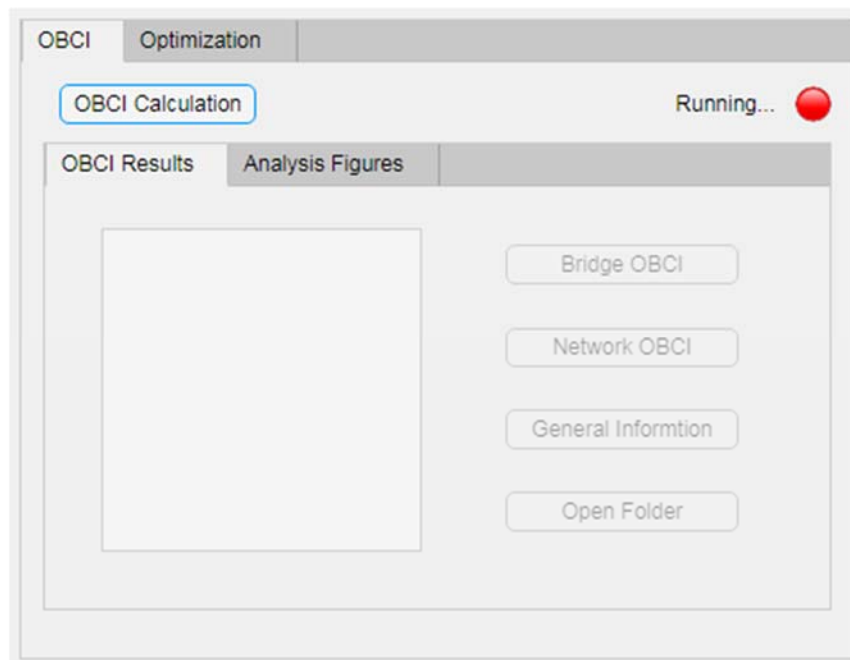 OBCI Optimization
OBCI Calculation Running...
OBCI Results Analysis Figures
Bridge OBCI
Network OBCI
General Informtion
Open Folder